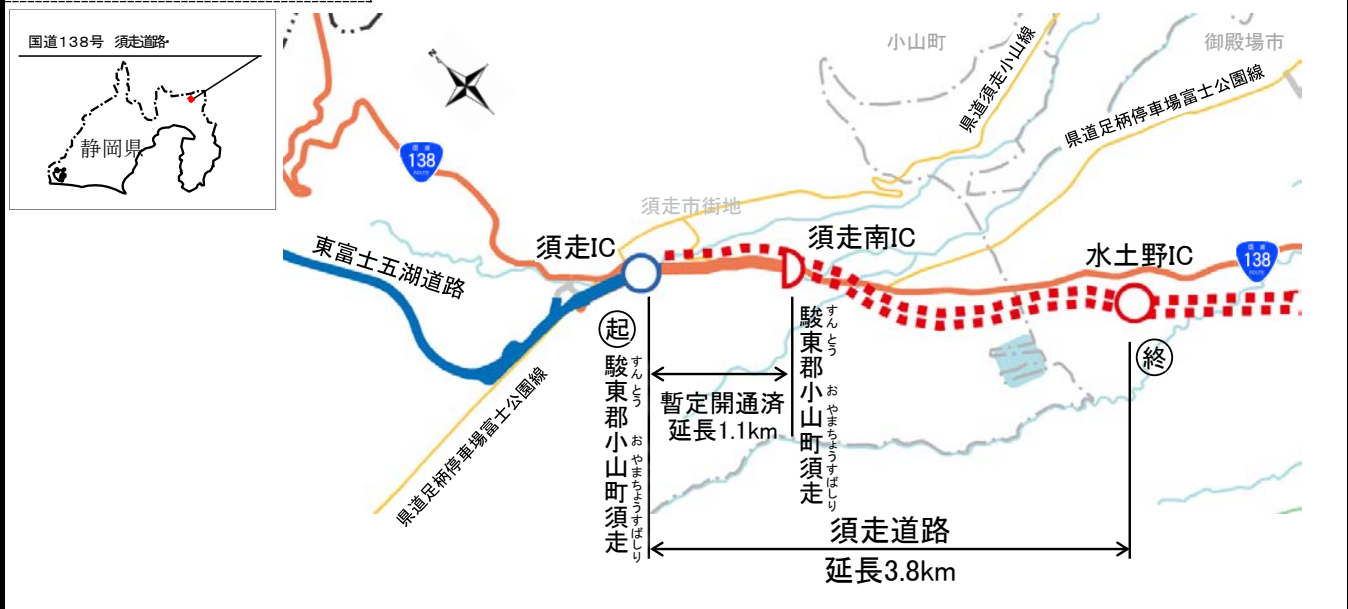 国道138号 須走道路
静岡県
小山町
御殿場市
県道須走小山線
県道足柄停車場富士公園線
国道
138
ROUTE
須走市街地
須走IC
須走南IC
水土野IC
国道
138
ROUTE
東富士五湖道路
起
終
駿東郡小山町須走
すんとう お やまちょうすばしり
暫定開通済
延長1.1km
駿東郡小山町須走
すんとう お やまちょうすばしり
県道足柄停車場富士公園線
須走道路
延長3.8km
N